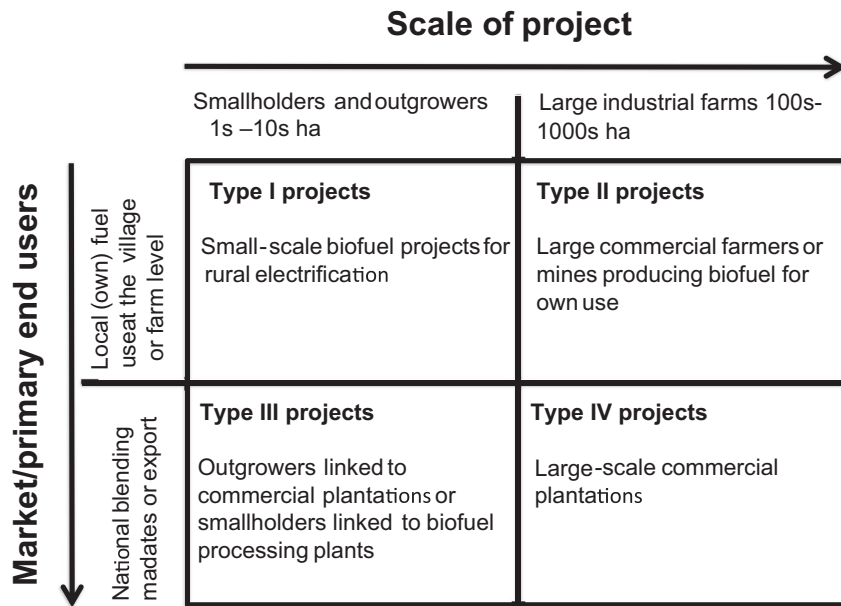 Scale of project
Smallholders and outgrowers
1s –10s ha
Large industrial farms 100s-
1000s ha
Market/primary end users
Local (own) fuel
useat the village
or farm level
Type I projects
Small-scale biofuel projects for
rural electrification
Type II projects
Large commercial farmers or
mines producing biofuel for
own use
National blending
madates or export
Type III projects
Outgrowers linked to
commercial plantations or
smallholders linked to biofuel
processing plants
Type IV projects
Large-scale commercial
plantations